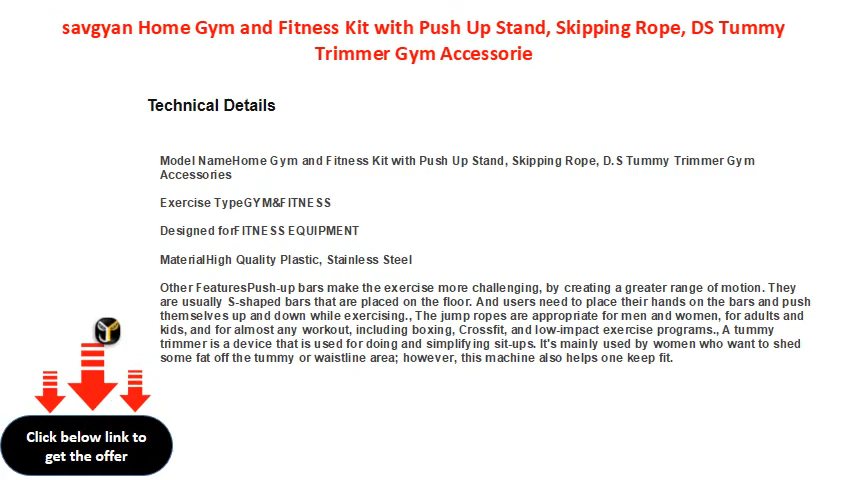 savgyan Home Gym and Fitness Kit with Push Up Stand, Skipping Rope, DS Tummy
Trimmer Gym Accessorie
Technical Details
Model NameHome Gym and Fitness Kit with Push Up Stand, Skipping Rope, D.S Tummy Trimmer Gym
Accessories
Exercise TypeGYM&FITNESS
Designed forFITNESS EQUIPMENT
MaterialHigh Quality Plastic, Stainless Steel
Other FeaturesPush-up bars make the exercise more challenging, by creating a greater range of motion. They
are usually S-shaped bars that are placed on the floor. And users need to place their hands on the bars and push
themselves up and down while exercising., The jump ropes are appropriate for men and women, for adults and
kids, and for almost any workout, including boxing, Crossfit, and low-impact exercise programs., A tummy
trimmer is a device that is used for doing and simplifying sit-ups. It's mainly used by women who want to shed
some fat off the tummy or waistline area; however, this machine also helps one keep fit.
Click below link to
get the offer